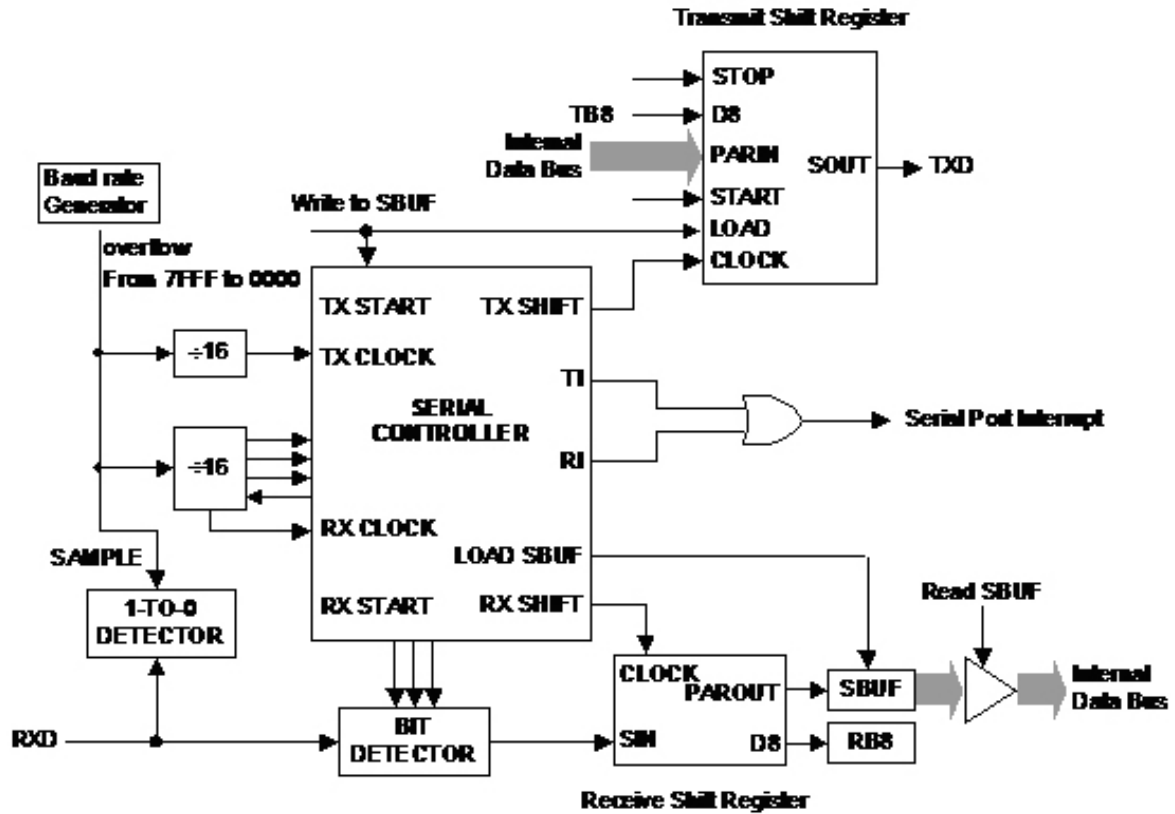 Transmit Shift Register
STOP
TB8
D8
Internal
Data Bus
PARIN
SOUT
TXD
START
LOAD
CLOCK
Baud rate
Generator
Write to SBUF
overflow
From 7FFF to 0000
TX START
TX SHIFT
÷16
TX CLOCK
TI
SERIAL
CONTROLLER
Serial Port Interrupt
÷16
RI
RX CLOCK
LOAD SBUF
SAMPLE
RX START
RX SHIFT
Read SBUF
1-TO-0
DETECTOR
CLOCK
PAROUT
SBUF
Internal
Data Bus
RXD
BIT
DETECTOR
SIN
D8
RB8
Receive Shift Register